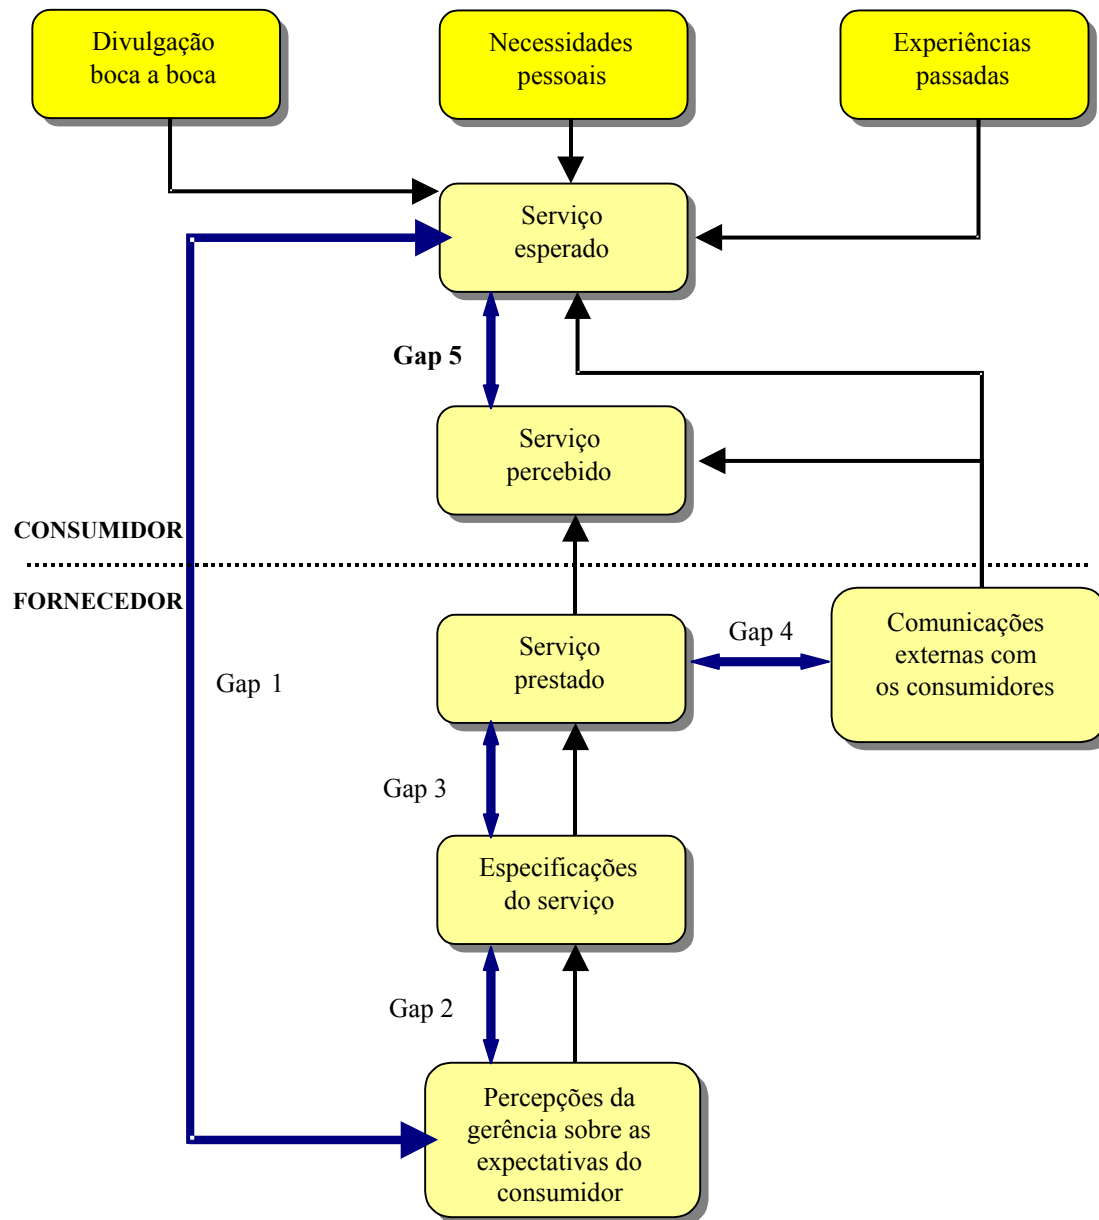 Divulgação
boca a boca
Necessidades
pessoais
Experiências
passadas
Serviço
esperado
Gap 5
Serviço
percebido
CONSUMIDOR
FORNECEDOR
Gap 1
Serviço
prestado
Gap 4
Comunicações
externas com
os consumidores
Gap 3
Especificações
do serviço
Gap 2
Percepções da
gerência sobre as
expectativas do
consumidor